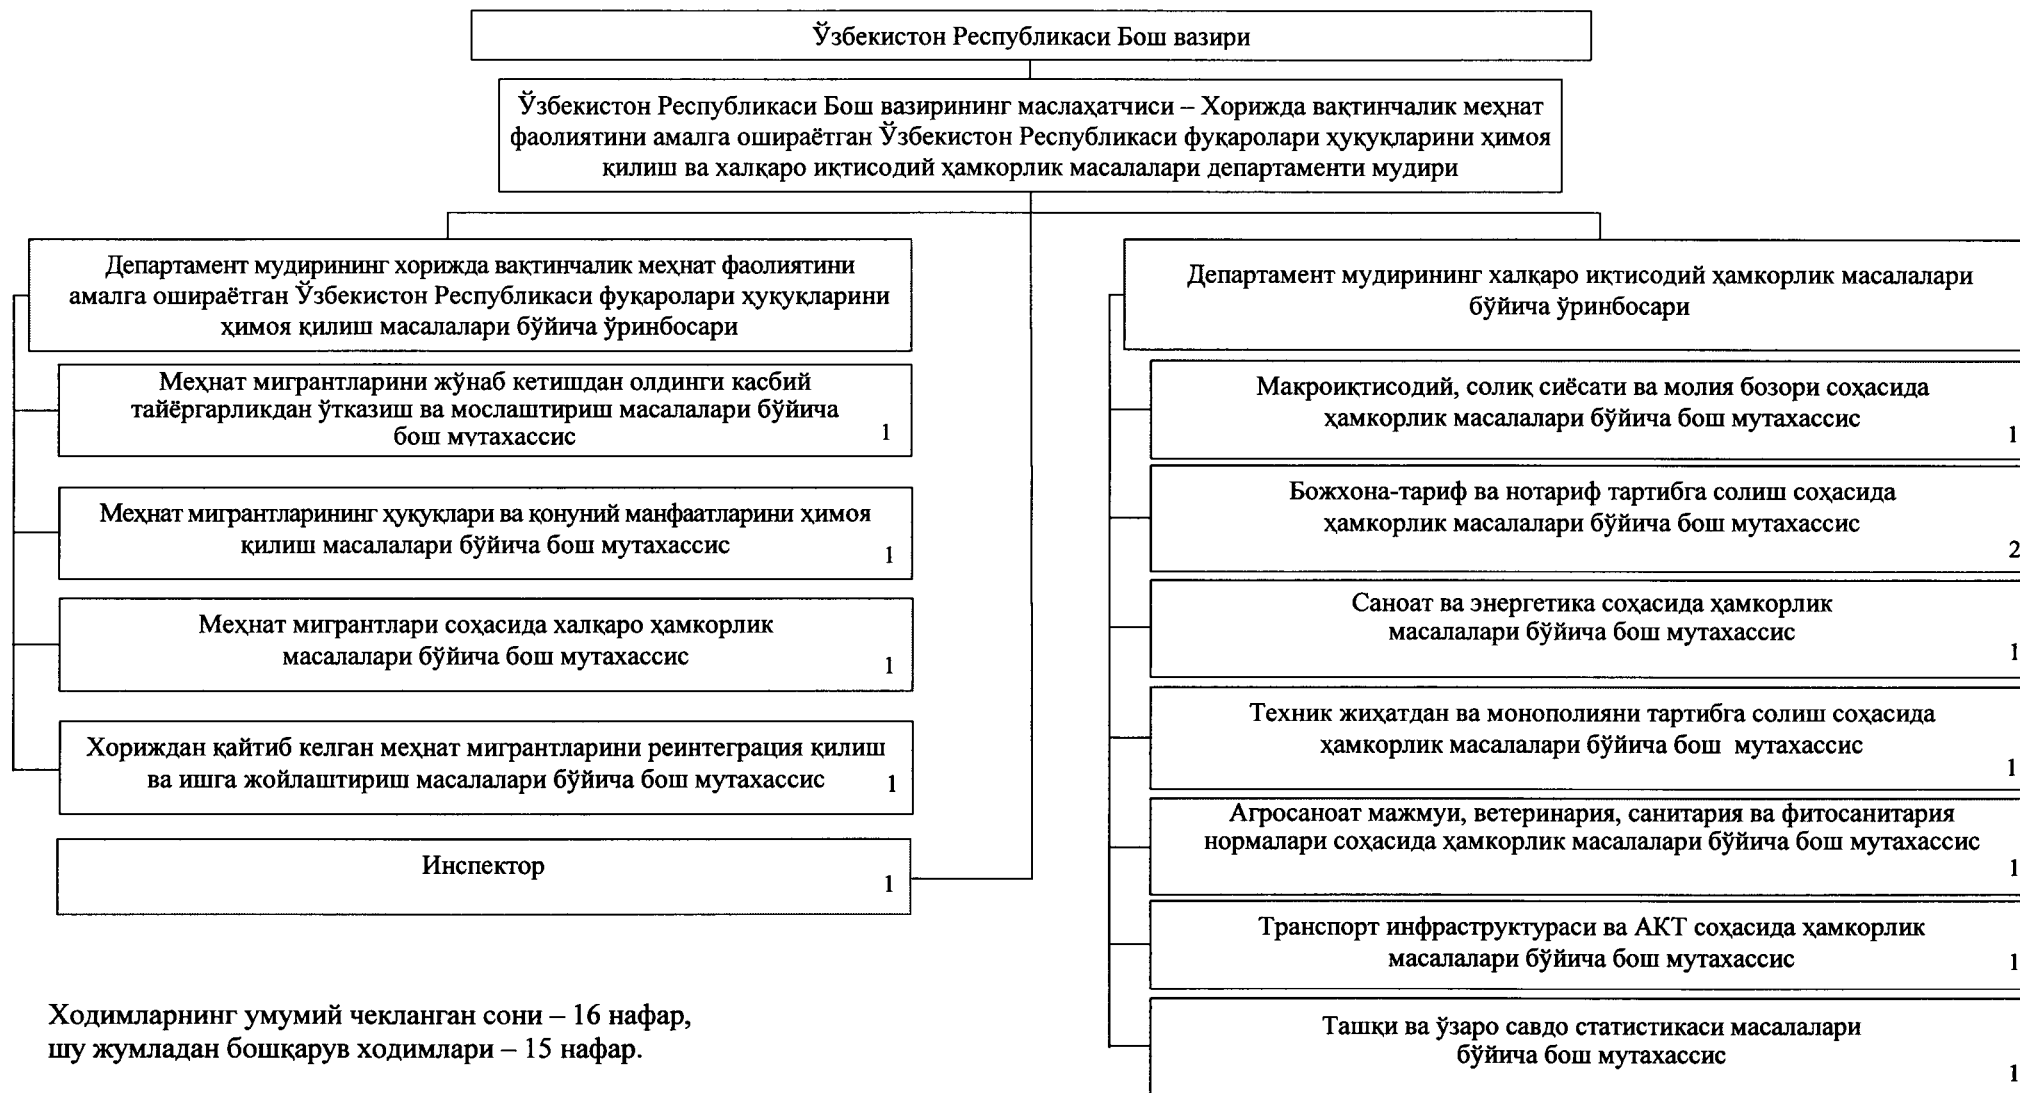 Ўзбекистон Республикаси Бош вазири
Ўзбекистон Республикаси Бош вазирининг маслаҳатчиси – Хорижда вақтинчалик меҳнат
фаолиятини амалга ошираётган Ўзбекистон Республикаси фуқаролари ҳуқуқларини ҳимоя
қилиш ва халқаро иқтисодий ҳамкорлик масалалари департаменти мудири
Департамент мудирининг хорижда вақтинчалик меҳнат фаолиятини
амалга ошираётган Ўзбекистон Республикаси фуқаролари ҳуқуқларини
ҳимоя қилиш масалалари бўйича ўринбосари
Меҳнат мигрантларини жўнаб кетишдан олдинги касбий
тайёргарликдан ўтказиш ва мослаштириш масалалари бўйича
бош мутахассис 1
Меҳнат мигрантларининг ҳуқуқлари ва қонуний манфаатларини ҳимоя
қилиш масалалари бўйича бош мутахассис 1
Меҳнат мигрантлари соҳасида халқаро ҳамкорлик
масалалари бўйича бош мутахассис 1
Хориждан қайтиб келган меҳнат мигрантларини реинтеграция қилиш
ва ишга жойлаштириш масалалари бўйича бош мутахассис 1
Инспектор 1
Департамент мудирининг халқаро иқтисодий ҳамкорлик масалалари
бўйича ўринбосари
Макроиқтисодий, солиқ сиёсати ва молия бозори соҳасида
ҳамкорлик масалалари бўйича бош мутахассис 1
Божхона-тариф ва нотариф тартибга солиш соҳасида
ҳамкорлик масалалари бўйича бош мутахассис 2
Саноат ва энергетика соҳасида ҳамкорлик
масалалари бўйича бош мутахассис 1
Техник жиҳатдан ва монополияни тартибга солиш соҳасида
ҳамкорлик масалалари бўйича бош мутахассис 1
Агросаноат мажмуи, ветеринария, санитария ва фитосанитария
нормалари соҳасида ҳамкорлик масалалари бўйича бош мутахассис 1
Транспорт инфраструктураси ва АКТ соҳасида ҳамкорлик
масалалари бўйича бош мутахассис 1
Ташқи ва ўзаро савдо статистикаси масалалари
бўйича бош мутахассис 1
Ходимларнинг умумий чекланган сони – 16 нафар,
шу жумладан бошқарув ходимлари – 15 нафар.